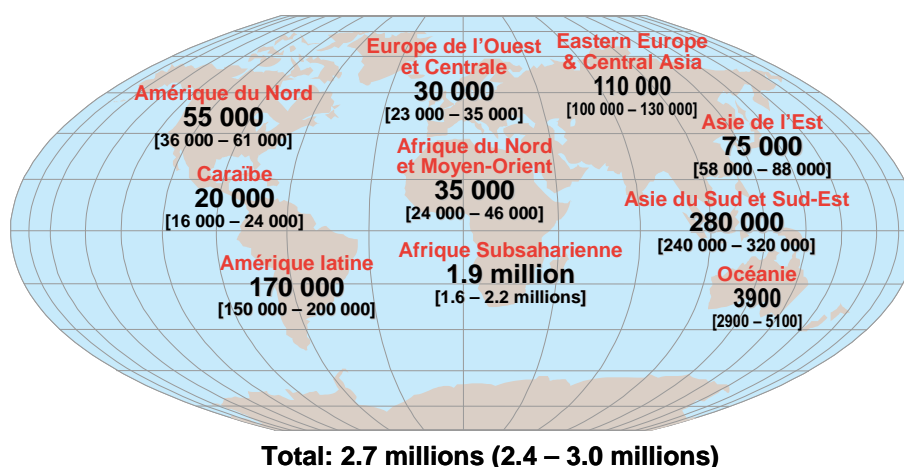 Europe de l'Ouest
et Centrale
30 000
[23 000 – 35 000]
Eastern Europe
& Central Asia
110 000
[100 000 – 130 000]
Amérique du Nord
55 000
[36 000 – 61 000]
Asie de l'Est
75 000
[58 000 – 88 000]
Caraïbe
20 000
[16 000 – 24 000]
Afrique du Nord
et Moyen-Orient
35 000
[24 000 – 46 000]
Asie du Sud et Sud-Est
280 000
[240 000 – 320 000]
Amérique latine
170 000
[150 000 – 200 000]
Afrique Subsaharienne
1.9 million
[1.6 – 2.2 millions]
Océanie
3900
[2900 – 5100]
Total: 2.7 millions (2.4 – 3.0 millions)